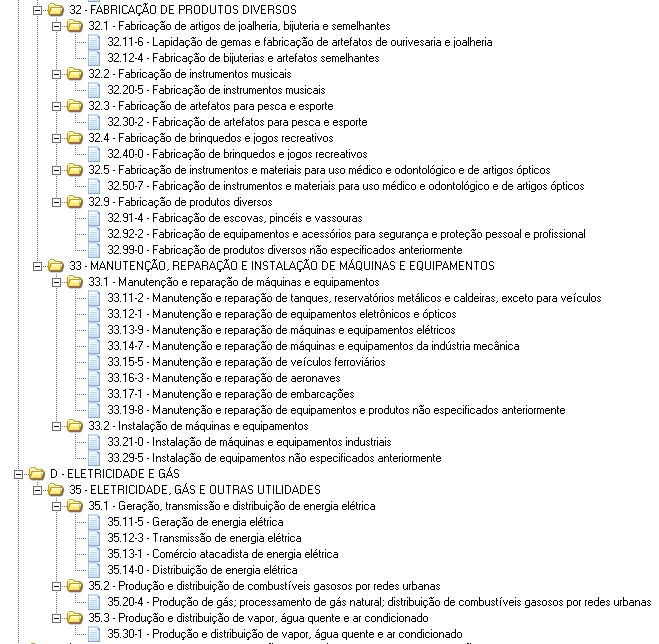 32 - FABRICAÇÃO DE PRODUTOS DIVERSOS
32.1 - Fabricação de artigos de joalheria, bijuteria e semelhantes
32.11-6 - Lapidação de gemas e fabricação de artefatos de ourivesaria e joalheria
32.12-4 - Fabricação de bijuterias e artefatos semelhantes
32.2 - Fabricação de instrumentos musicais
32.20-5 - Fabricação de instrumentos musicais
32.3 - Fabricação de artefatos para pesca e esporte
32.30-2 - Fabricação de artefatos para pesca e esporte
32.4 - Fabricação de brinquedos e jogos recreativos
32.40-0 - Fabricação de brinquedos e jogos recreativos
32.5 - Fabricação de instrumentos e materiais para uso médico e odontológico e de artigos ópticos
32.50-7 - Fabricação de instrumentos e materiais para uso médico e odontológico e de artigos ópticos
32.9 - Fabricação de produtos diversos
32.91-4 - Fabricação de escovas, pincéis e vassouras
32.92-2 - Fabricação de equipamentos e acessórios para segurança e proteção pessoal e profissional
32.99-0 - Fabricação de produtos diversos não especificados anteriormente
33 - MANUTENÇÃO, REPARAÇÃO E INSTALAÇÃO DE MÁQUINAS E EQUIPAMENTOS
33.1 - Manutenção e reparação de máquinas e equipamentos
33.11-2 - Manutenção e reparação de tanques, reservatórios metálicos e caldeiras, exceto para veículos
33.12-1 - Manutenção e reparação de equipamentos eletrônicos e ópticos
33.13-9 - Manutenção e reparação de máquinas e equipamentos elétricos
33.14-7 - Manutenção e reparação de máquinas e equipamentos da indústria mecânica
33.15-5 - Manutenção e reparação de veículos ferroviários
33.16-3 - Manutenção e reparação de aeronaves
33.17-1 - Manutenção e reparação de embarcações
33.19-8 - Manutenção e reparação de equipamentos e produtos não especificados anteriormente
33.2 - Instalação de máquinas e equipamentos
33.21-0 - Instalação de máquinas e equipamentos industriais
33.29-5 - Instalação de equipamentos não especificados anteriormente
D - ELETRICIDADE E GÁS
35 - ELETRICIDADE, GÁS E OUTRAS UTILIDADES
35.1 - Geração, transmissão e distribuição de energia elétrica
35.11-5 - Geração de energia elétrica
35.12-3 - Transmissão de energia elétrica
35.13-1 - Comércio atacadista de energia elétrica
35.14-0 - Distribuição de energia elétrica
35.2 - Produção e distribuição de combustíveis gasosos por redes urbanas
35.20-4 - Produção de gás; processamento de gás natural; distribuição de combustíveis gasosos por redes urbanas
35.3 - Produção e distribuição de vapor, água quente e ar condicionado
35.30-1 - Produção e distribuição de vapor, água quente e ar condicionado